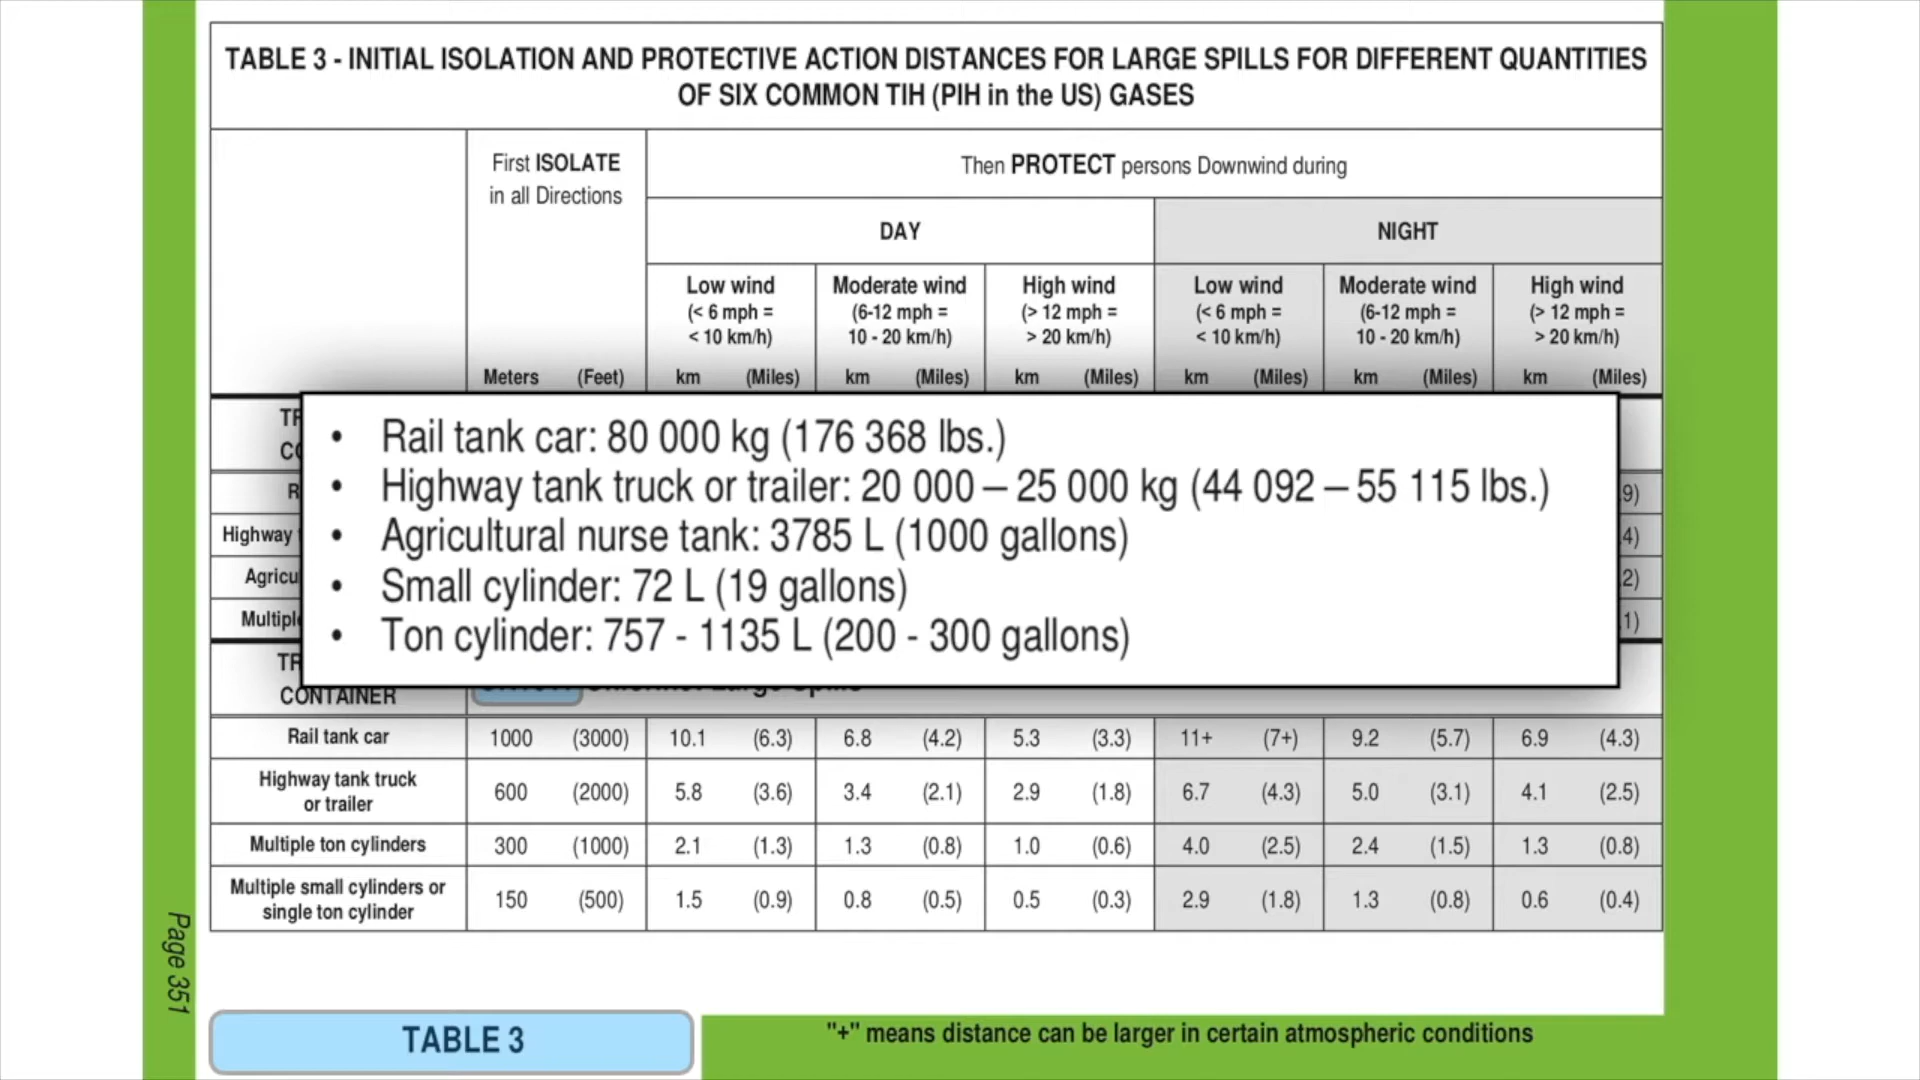 TABLE 3 - INITIAL ISOLATION AND PROTECTIVE ACTION DISTANCES FOR LARGE SPILLS FOR DIFFERENT QUANTITIES
OF SIX COMMON TIH (PIH in the US) GASES
First ISOLATE
in all Directions
Then PROTECT persons Downwind during
DAY NIGHT
Low wind Moderate wind High wind Low wind Moderate wind High wind
(< 6 mph = (6-12 mph = (> 12 mph = (< 6 mph = (6-12 mph = (> 12 mph =
< 10 km/h) 10 - 20 km/h) > 20 km/h) < 10 km/h) 10 - 20 km/h) > 20 km/h)
Meters (Feet) km (Miles) km (Miles) km (Miles) km (Miles) km (Miles) km (Miles)
• Rail tank car: 80 000 kg (176 368 lbs.)
• Highway tank truck or trailer: 20 000 – 25 000 kg (44 092 – 55 115 lbs.)
• Agricultural nurse tank: 3785 L (1000 gallons)
• Small cylinder: 72 L (19 gallons)
• Ton cylinder: 757 - 1135 L (200 - 300 gallons)
Highway
CONTAINER
Rail tank car 1000 (3000) 10.1 (6.3) 6.8 (4.2) 5.3 (3.3) 11+ (7+) 9.2 (5.7) 6.9 (4.3)
Highway tank truck
or trailer 600 (2000) 5.8 (3.6) 3.4 (2.1) 2.9 (1.8) 6.7 (4.3) 5.0 (3.1) 4.1 (2.5)
Multiple ton cylinders 300 (1000) 2.1 (1.3) 1.3 (0.8) 1.0 (0.6) 4.0 (2.5) 2.4 (1.5) 1.3 (0.8)
Multiple small cylinders or
single ton cylinder 150 (500) 1.5 (0.9) 0.8 (0.5) 0.5 (0.3) 2.9 (1.8) 1.3 (0.8) 0.6 (0.4)
Page 351
TABLE 3
"+" means distance can be larger in certain atmospheric conditions